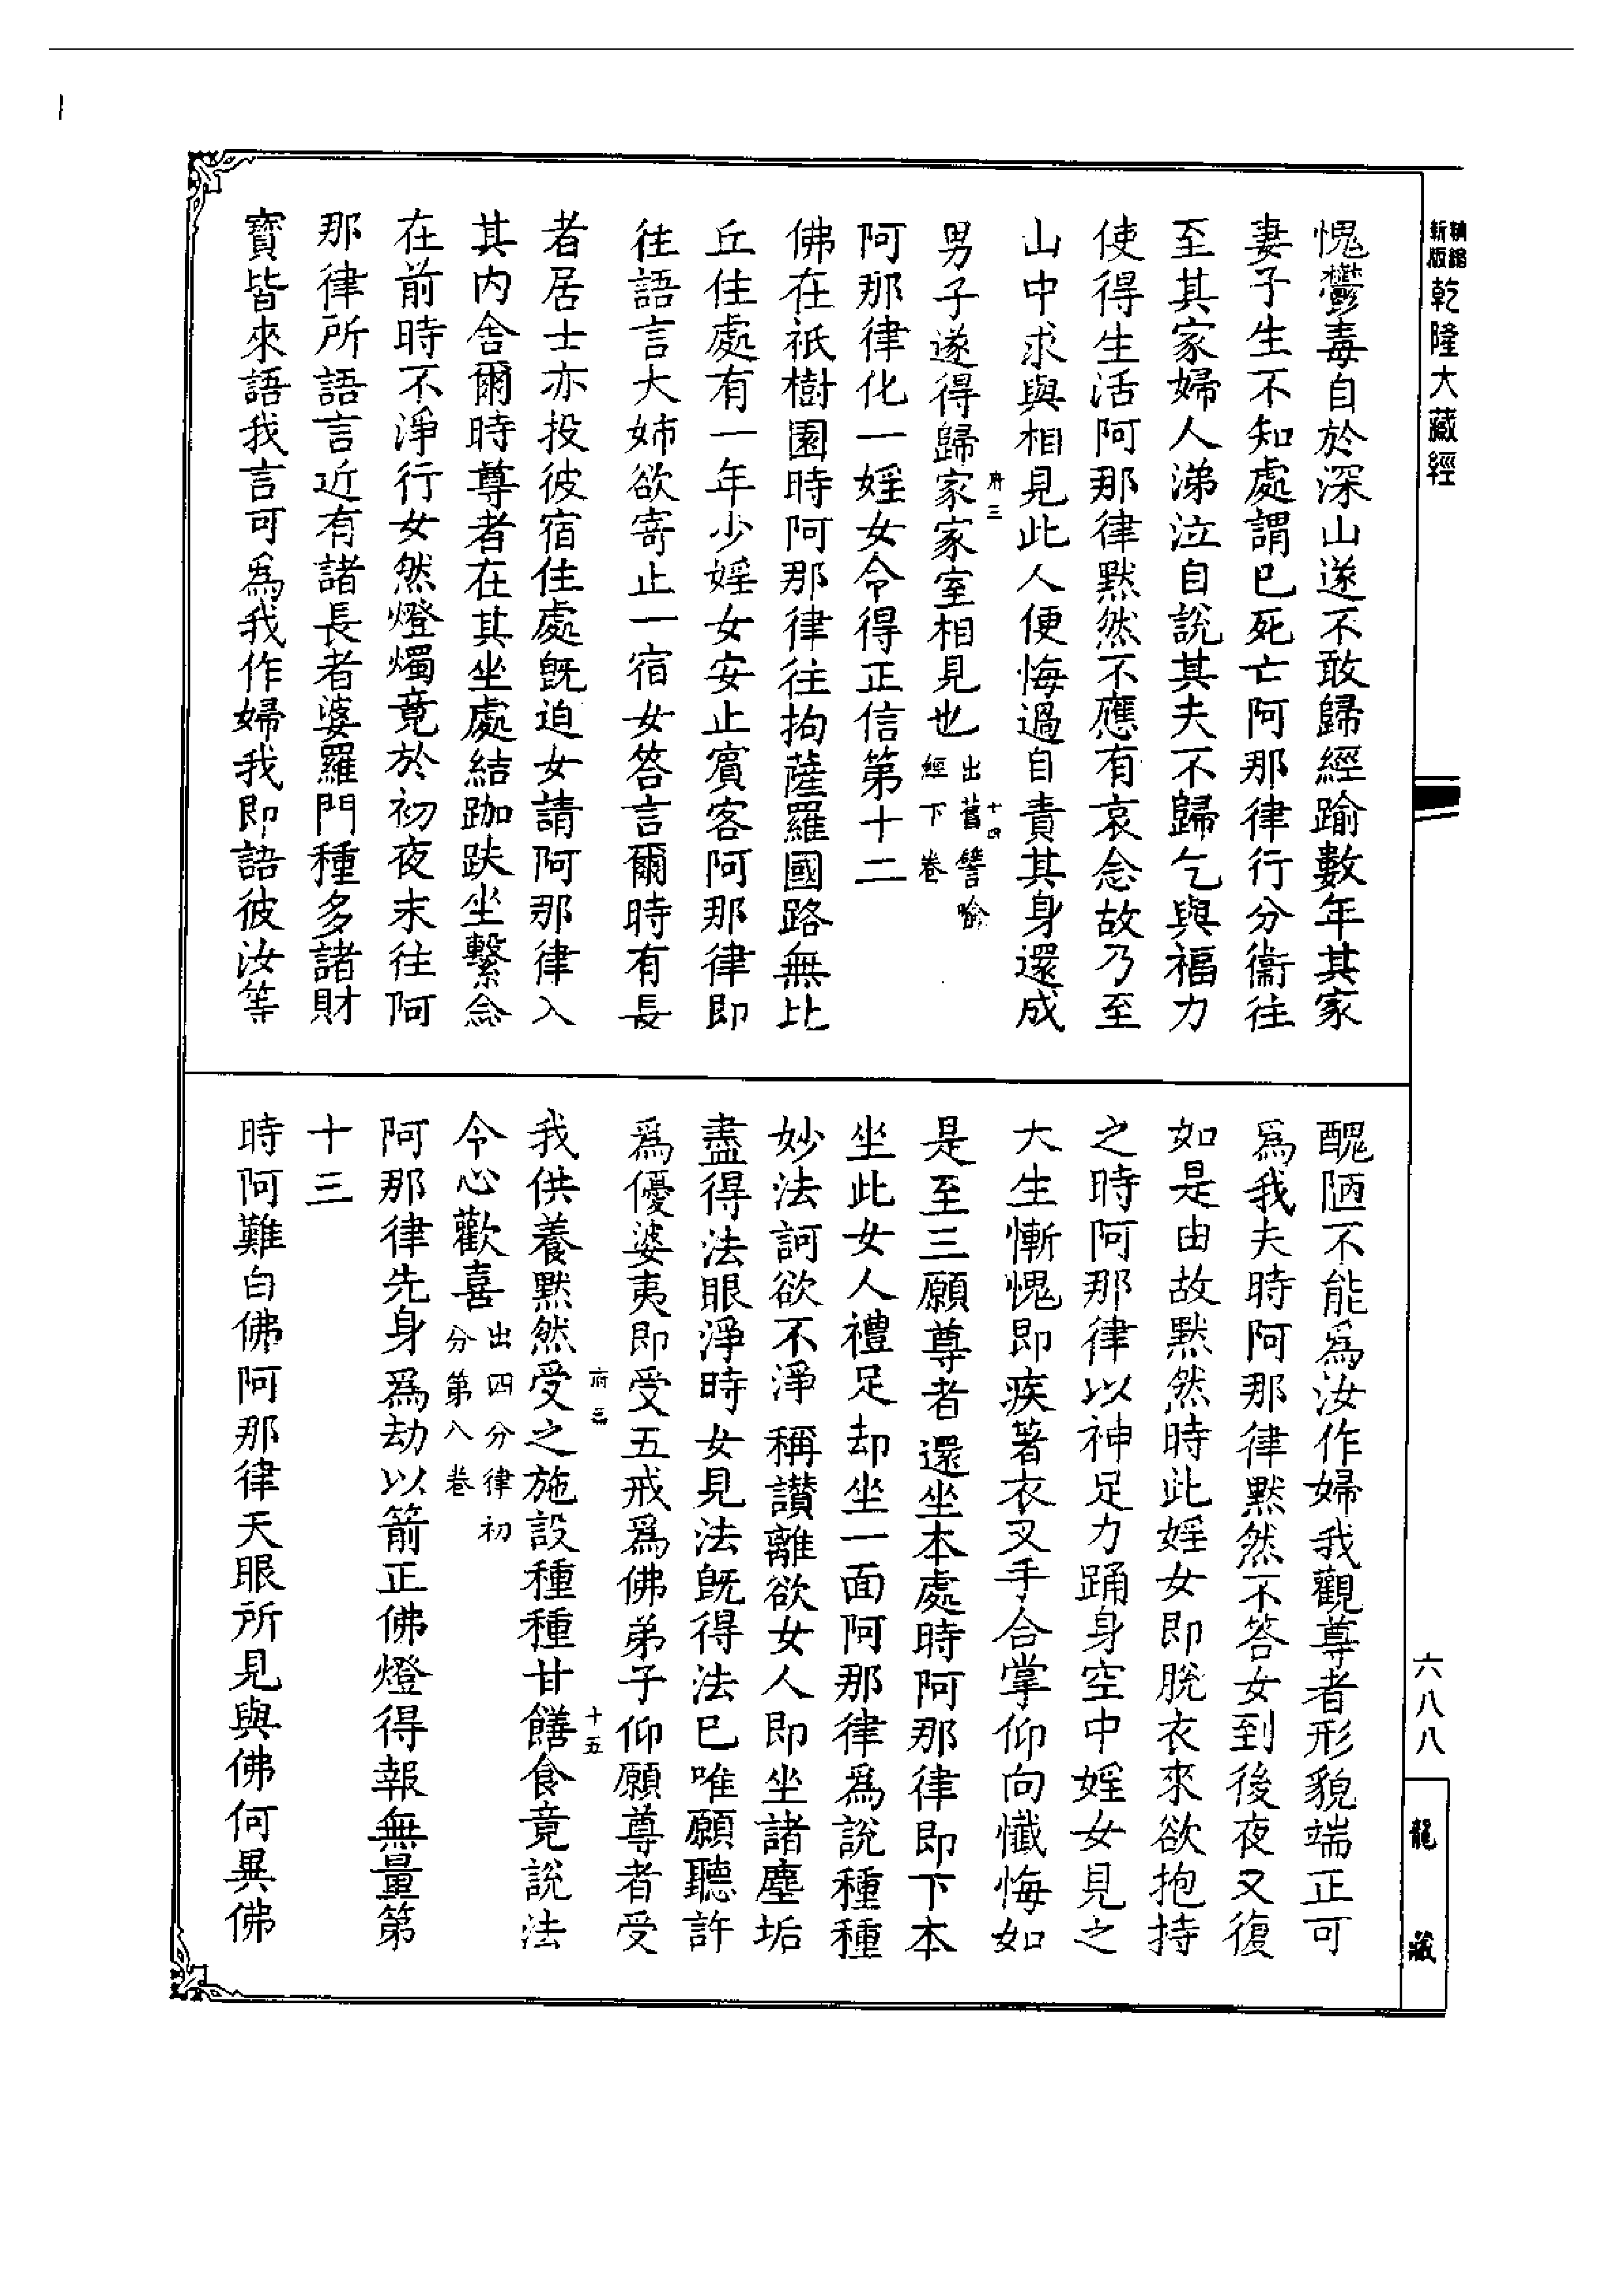 精縮新版乾隆大藏經
愧鬱毒自於深山遂不敢歸經踰數年其家
妻子生不知處謂已死亡阿那律行分衞往
至其家婦人涕泣自說其夫不歸乞與福力
使得生活阿那律默然不應有哀念故乃至
山中求與相見此人便悔過自責其身還成
府三
十四
男子遂得歸家家室相見也出舊譬喻經下卷
阿那律化一婬女令得正信第十二
佛在祇樹園時阿那律往拘薩羅國路無比
丘住處有一年少婬女安止賓客阿那律即
往語言大姊欲寄止一宿女答言爾時有長
者居士亦投彼宿住處旣迫女請阿那律入
其內舍爾時尊者在其坐處結跏趺坐繫念
在前時不淨行女然燈燭竟於初夜末往阿
那律所語言近有諸長者婆羅門種多諸財
寶皆來語我言可爲我作婦我即語彼汝等
醜陋不能爲汝作婦我觀尊者形貌端正可
爲我夫時阿那律默然不答女到後夜又復
如是由故默然時此婬女即脫衣來欲抱持
之時阿那律以神足力踊身空中婬女見之
大生慚愧即疾著衣叉手合掌仰向懺悔如
是至三願尊者還坐本處時阿那律即下本
坐此女人禮足却坐一面阿那律爲說種種
妙法訶欲不淨稱讚離欲女人即坐諸塵垢
盡得法眼淨時女見法旣得法已唯願聽許
爲優婆夷即受五戒爲佛弟子仰願尊者受
府三
十五
我供養默然受之施設種種甘饍食竟說法
令心歡喜出四分律初分第八卷
阿那律先身爲劫以箭正佛燈得報無量第
十三
時阿難白佛阿那律天眼所見與佛何異佛
六八八
龍藏